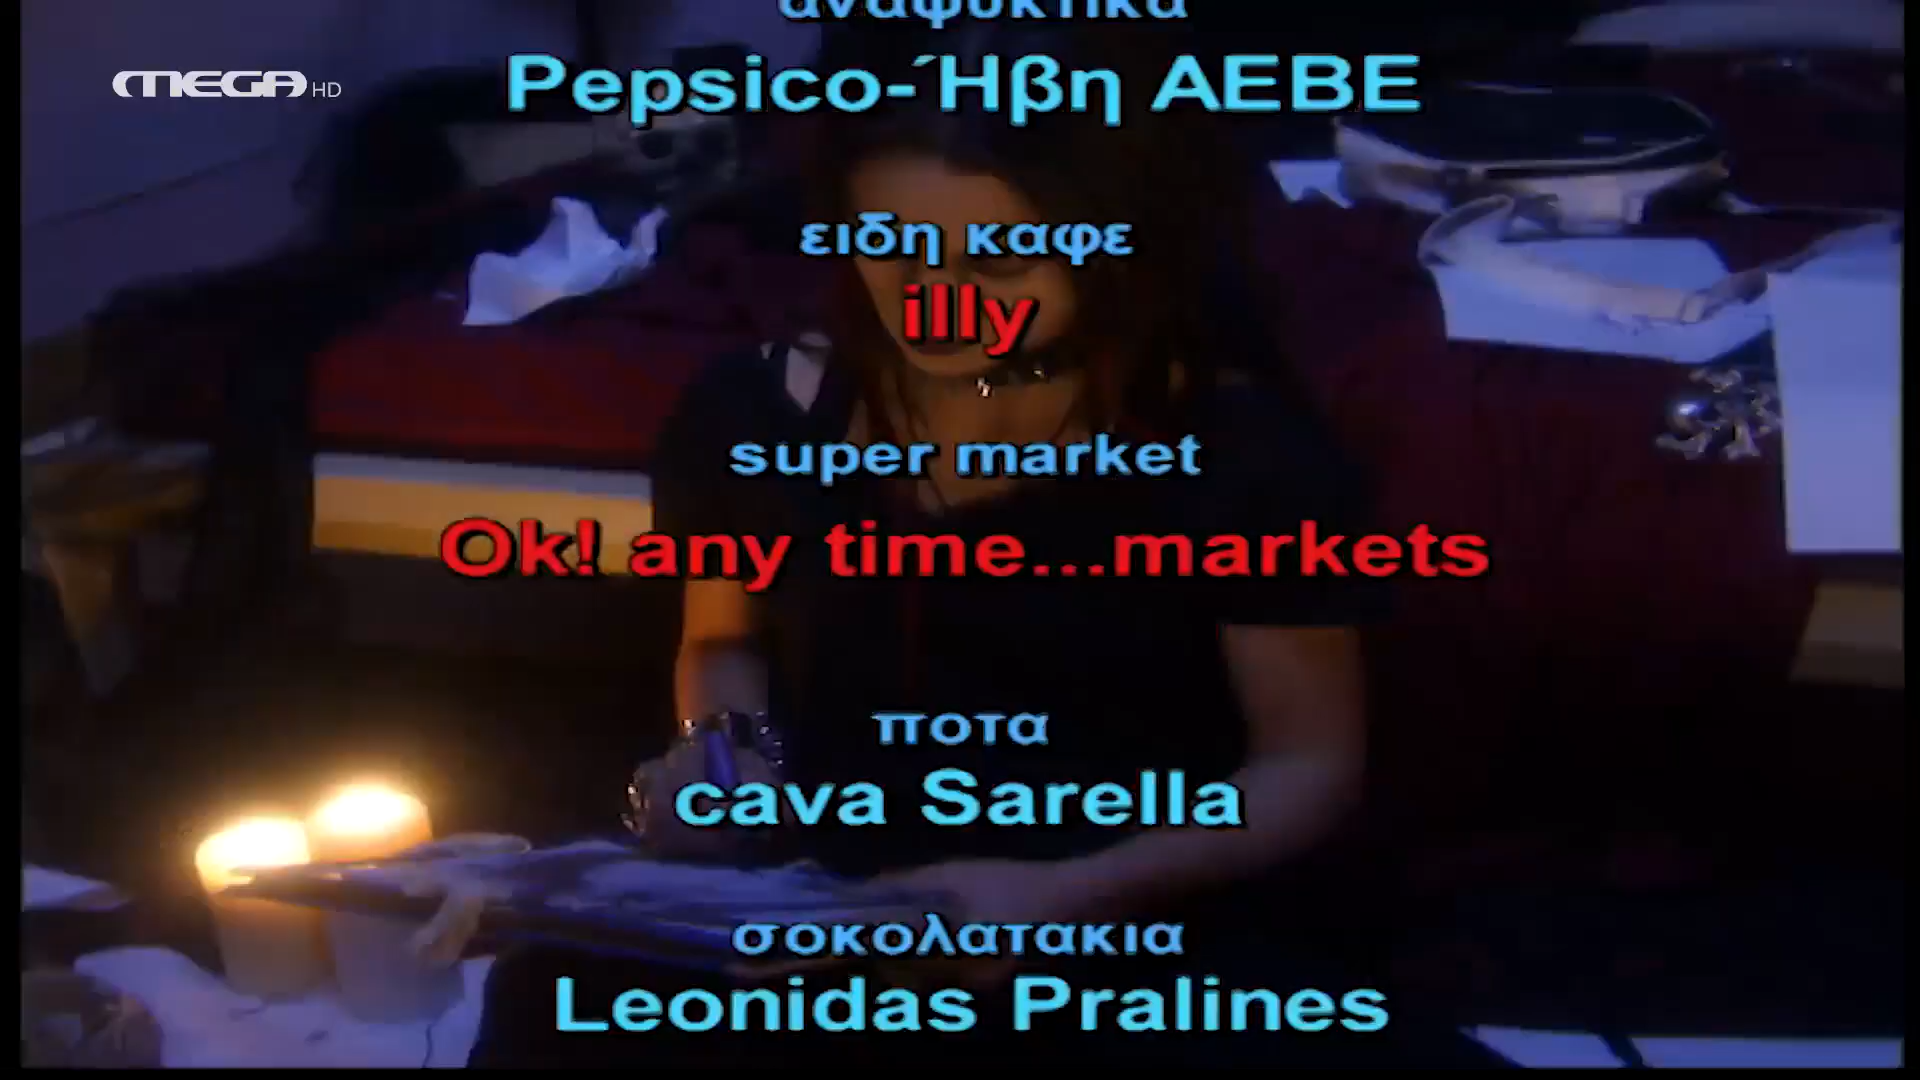 αναψυκτικά
MEGA HD
Pepsico-Ήβη ΑΕΒΕ
ειδη καφε
illy
super market
Ok! any time...markets
ποτα
cava Sarella
σοκολατακια
Leonidas Pralines